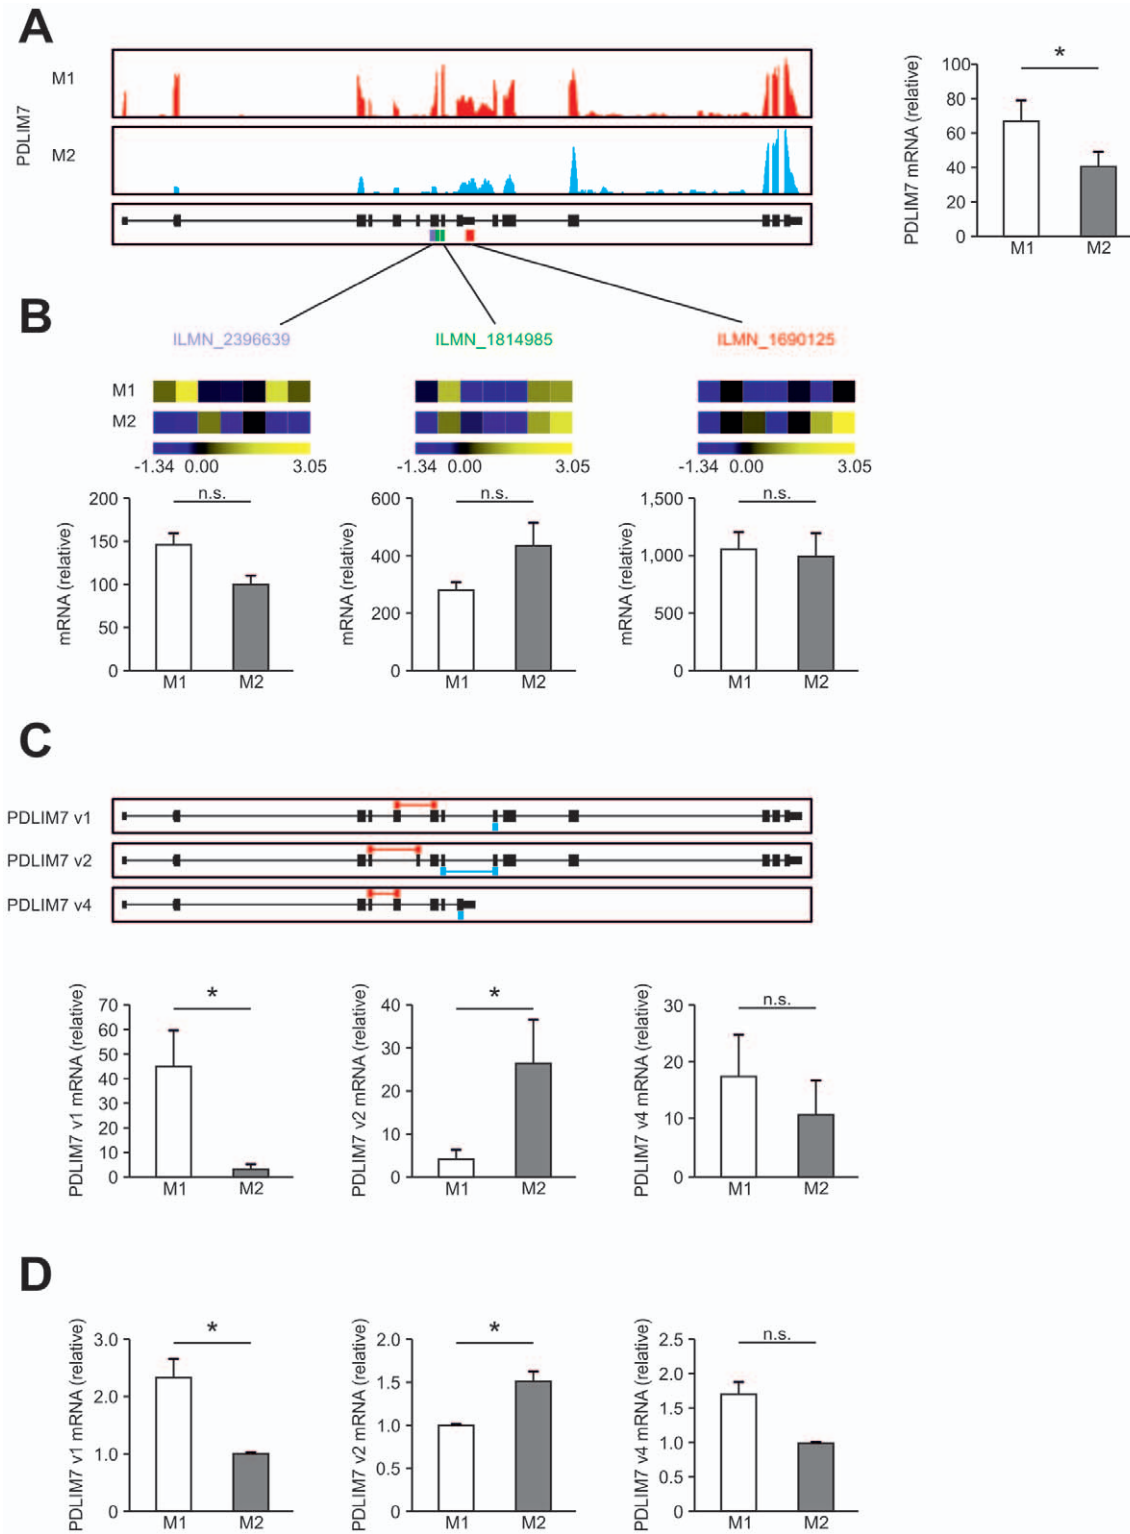 A
M1
M2
PDLIM7
PDLIM7 mRNA (relative)
100
80
60
40
20
0
*
M1 M2
B
ILMN_2396639 ILMN_1814985 ILMN_1690125
M1
M2
-1.34 0.00 3.05 -1.34 0.00 3.05 -1.34 0.00 3.05
mRNA (relative)
200
150
100
50
0
n.s.
M1 M2
mRNA (relative)
600
400
200
0
n.s.
M1 M2
mRNA (relative)
1,500
1,000
500
0
n.s.
M1 M2
C
PDLIM7 v1
PDLIM7 v2
PDLIM7 v4
PDLIM7 v1 mRNA (relative)
70
60
50
40
30
20
10
0
*
M1 M2
PDLIM7 v2 mRNA (relative)
40
30
20
10
0
*
M1 M2
PDLIM7 v4 mRNA (relative)
30
20
10
0
n.s.
M1 M2
D
PDLIM7 v1 mRNA (relative)
3.0
2.0
1.0
0
*
M1 M2
PDLIM7 v2 mRNA (relative)
2.0
1.5
1.0
0.5
0
*
M1 M2
PDLIM7 v4 mRNA (relative)
2.5
2.0
1.5
1.0
0.5
0
n.s.
M1 M2